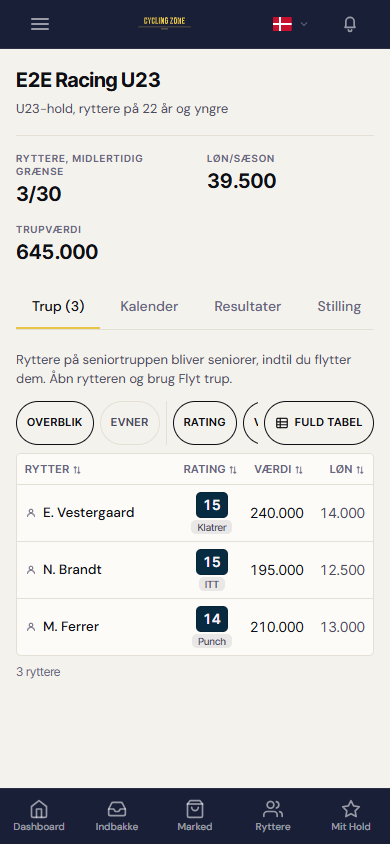 CYCLING ZONE
E2E Racing U23
U23-hold, ryttere på 22 år og yngre
RYTTERE, MIDLERTIDIG
GRÆNSE
3/30
LØN/SÆSON
39.500
TRUPVÆRDI
645.000
Trup (3) Kalender Resultater Stilling
Ryttere på seniortruppen bliver seniorer, indtil du flytter
dem. Åbn rytteren og brug Flyt trup.
OVERBLIK EVNER RATING FULD TABEL
RYTTER RATING VÆRDI LØN
E. Vestergaard 15 240.000 14.000
Klatrer
N. Brandt 15 195.000 12.500
ITT
M. Ferrer 14 210.000 13.000
Punch
3 ryttere
Dashboard Indbakke Marked Ryttere Mit Hold